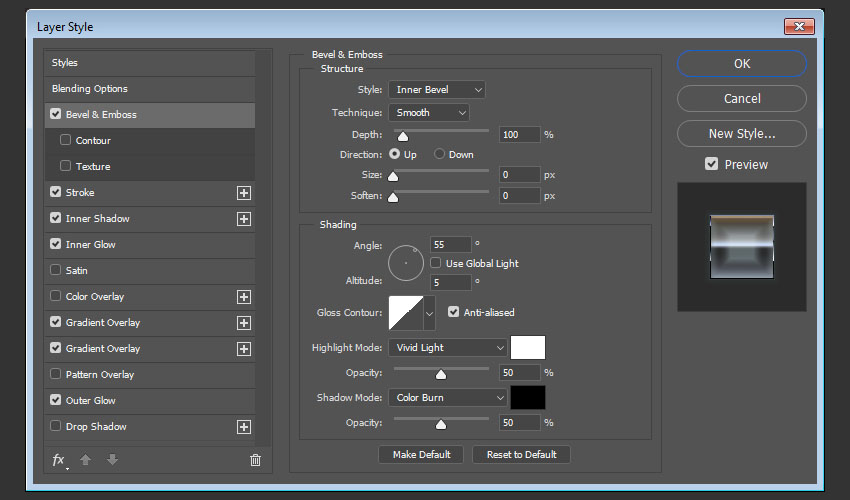 Layer Style
Styles
Blending Options
Bevel & Emboss
Contour
Texture
Stroke
Inner Shadow
Inner Glow
Satin
Color Overlay
Gradient Overlay
Gradient Overlay
Pattern Overlay
Outer Glow
Drop Shadow
fx
Bevel & Emboss
Structure
Style: Inner Bevel
Technique: Smooth
Depth: 100 %
Direction: Up Down
Size: 0 px
Soften: 0 px
Shading
Angle: 55 °
Use Global Light
Altitude: 5 °
Gloss Contour: Anti-aliased
Highlight Mode: Vivid Light
Opacity: 50 %
Shadow Mode: Color Burn
Opacity: 50 %
Make Default Reset to Default
OK
Cancel
New Style...
Preview